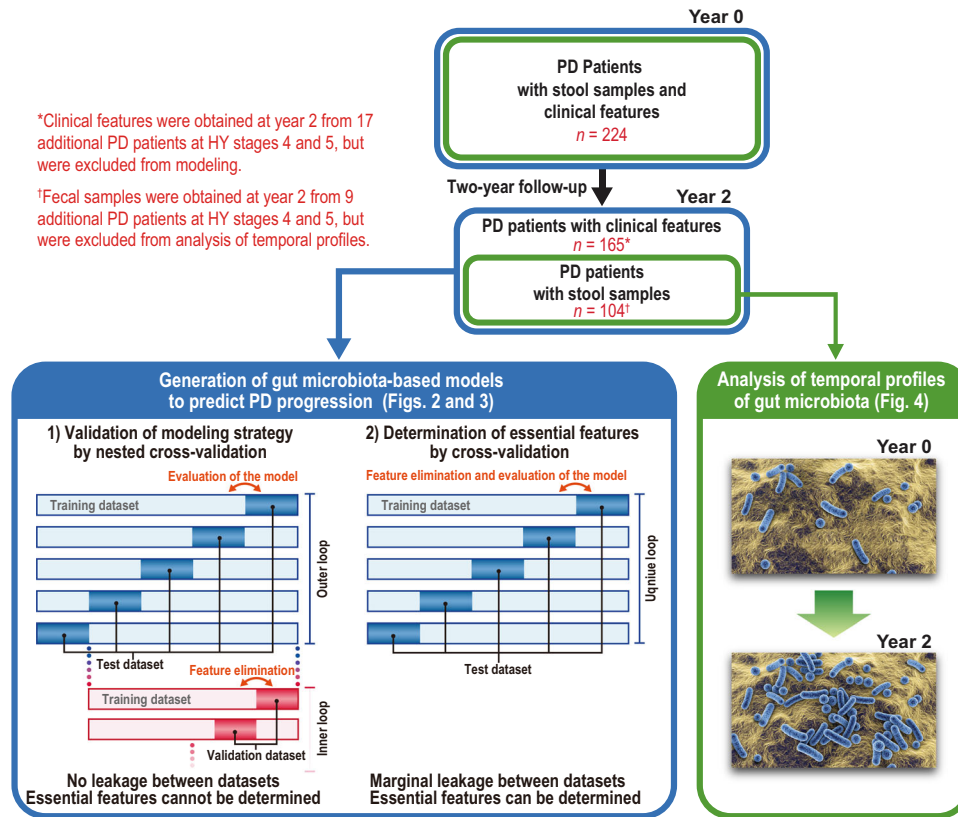 Year 0
PD Patients
with stool samples and
clinical features
n = 224
*Clinical features were obtained at year 2 from 17
additional PD patients at HY stages 4 and 5, but
were excluded from modeling.
†Fecal samples were obtained at year 2 from 9
additional PD patients at HY stages 4 and 5, but
were excluded from analysis of temporal profiles.
Two-year follow-up
Year 2
PD patients with clinical features
n = 165*
PD patients
with stool samples
n = 104†
Generation of gut microbiota-based models
to predict PD progression (Figs. 2 and 3)
1) Validation of modeling strategy
by nested cross-validation
Evaluation of the model
Training dataset
Outer loop
Test dataset
Feature elimination
Training dataset
Inner loop
Validation dataset
No leakage between datasets
Essential features cannot be determined
2) Determination of essential features
by cross-validation
Feature elimination and evaluation of the model
Training dataset
Uqniue loop
Test dataset
Marginal leakage between datasets
Essential features can be determined
Analysis of temporal profiles
of gut microbiota (Fig. 4)
Year 0
Year 2